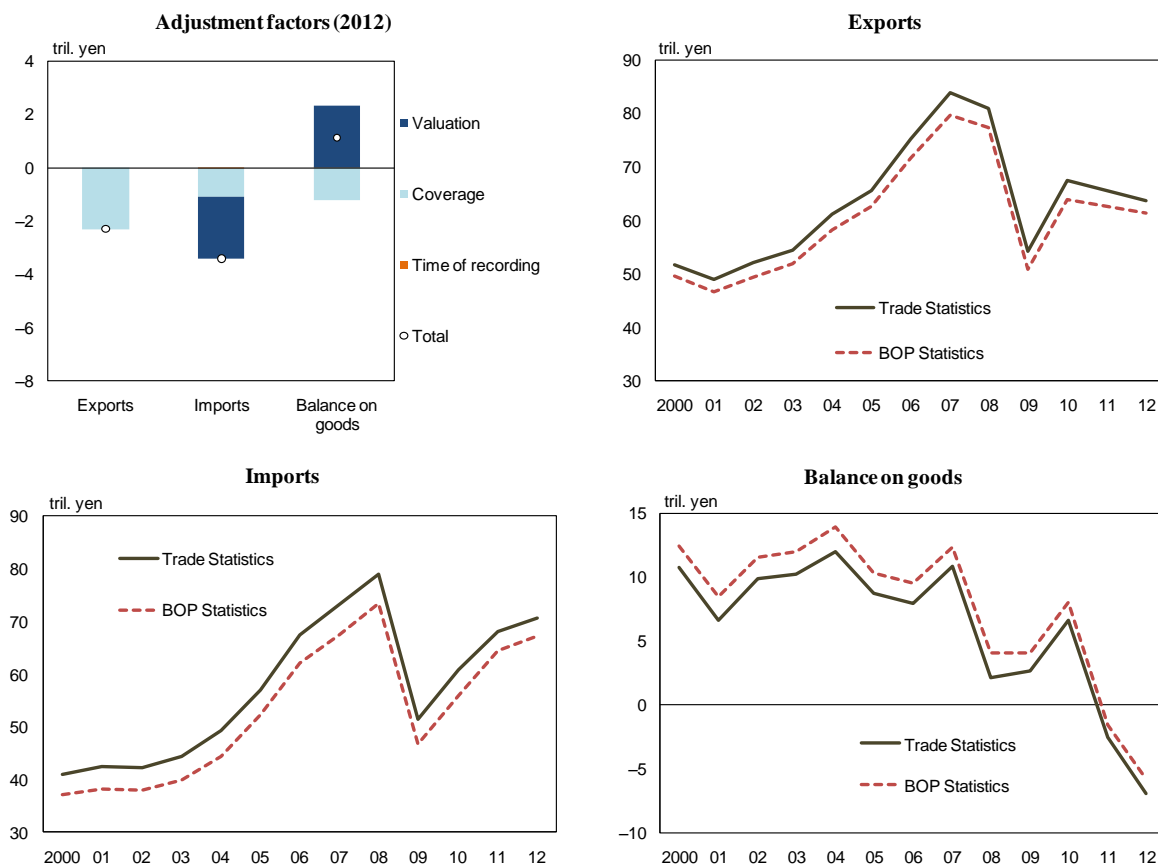 Adjustment factors (2012)
tril. yen
4
2
0
–2
–4
–6
–8
Exports
Imports
Balance on
goods
Valuation
Coverage
Time of recording
Total
Exports
tril. yen
90
80
70
60
50
40
30
Trade Statistics
BOP Statistics
2000 01 02 03 04 05 06 07 08 09 10 11 12
Imports
tril. yen
90
80
70
60
50
40
30
Trade Statistics
BOP Statistics
2000 01 02 03 04 05 06 07 08 09 10 11 12
Balance on goods
tril. yen
15
10
5
0
–5
–10
Trade Statistics
BOP Statistics
2000 01 02 03 04 05 06 07 08 09 10 11 12